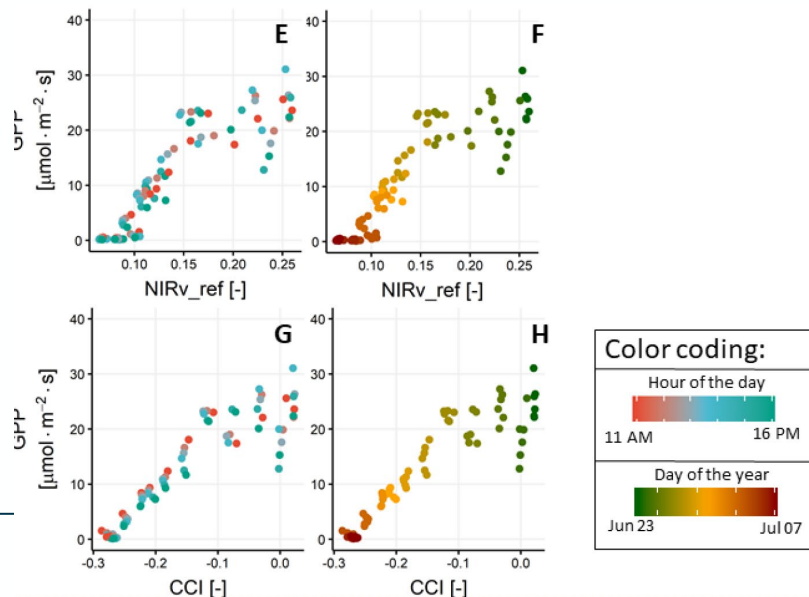 E
F
40
30
20
10
0
GPP
[μmol · m⁻² · s]
0.10 0.15 0.20 0.25
NIRv_ref [-]
40
30
20
10
0
0.10 0.15 0.20 0.25
NIRv_ref [-]
G
H
40
30
20
10
0
GPP
[μmol · m⁻² · s]
-0.3 -0.2 -0.1 0.0
CCI [-]
40
30
20
10
0
-0.3 -0.2 -0.1 0.0
CCI [-]
Color coding:
Hour of the day
11 AM 16 PM
Day of the year
Jun 23 Jul 07